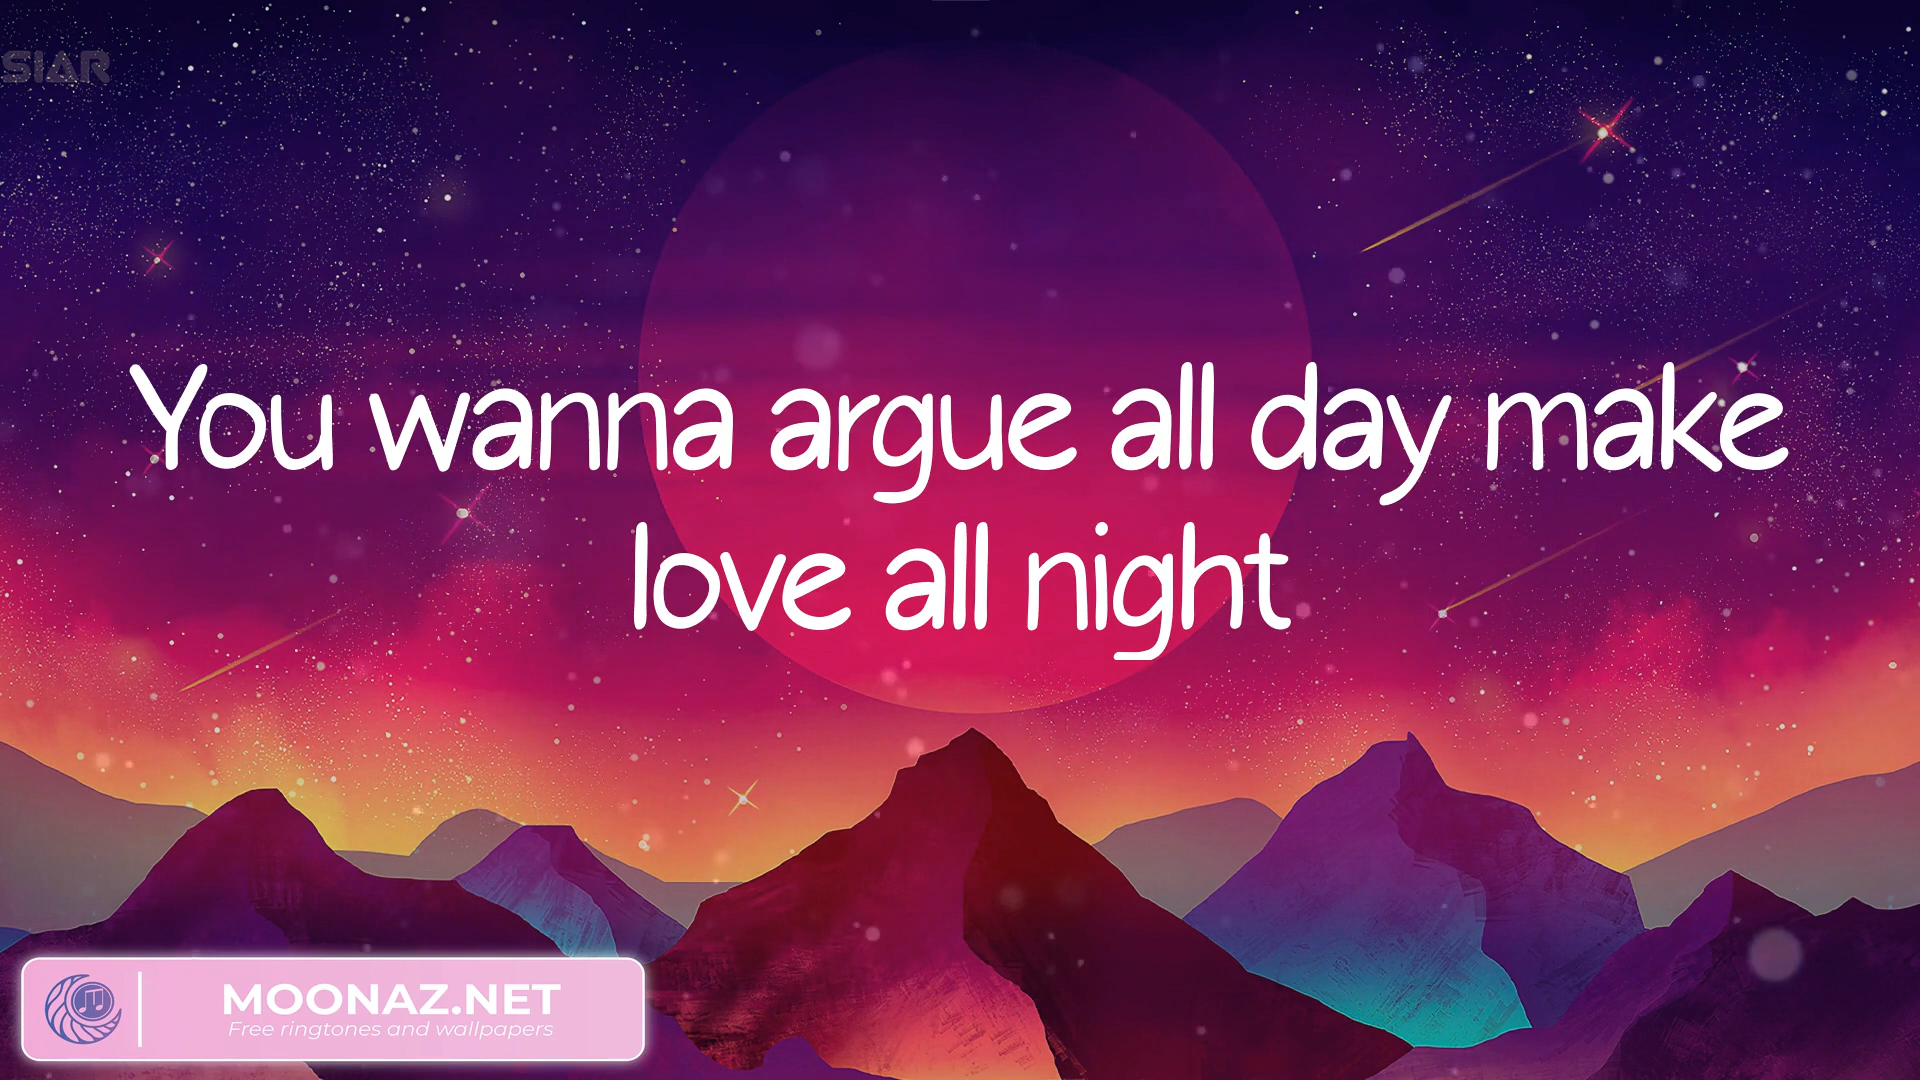 SIAR
You wanna argue all day make
love all night
MOONAZ.NET
Free ringtones and wallpapers